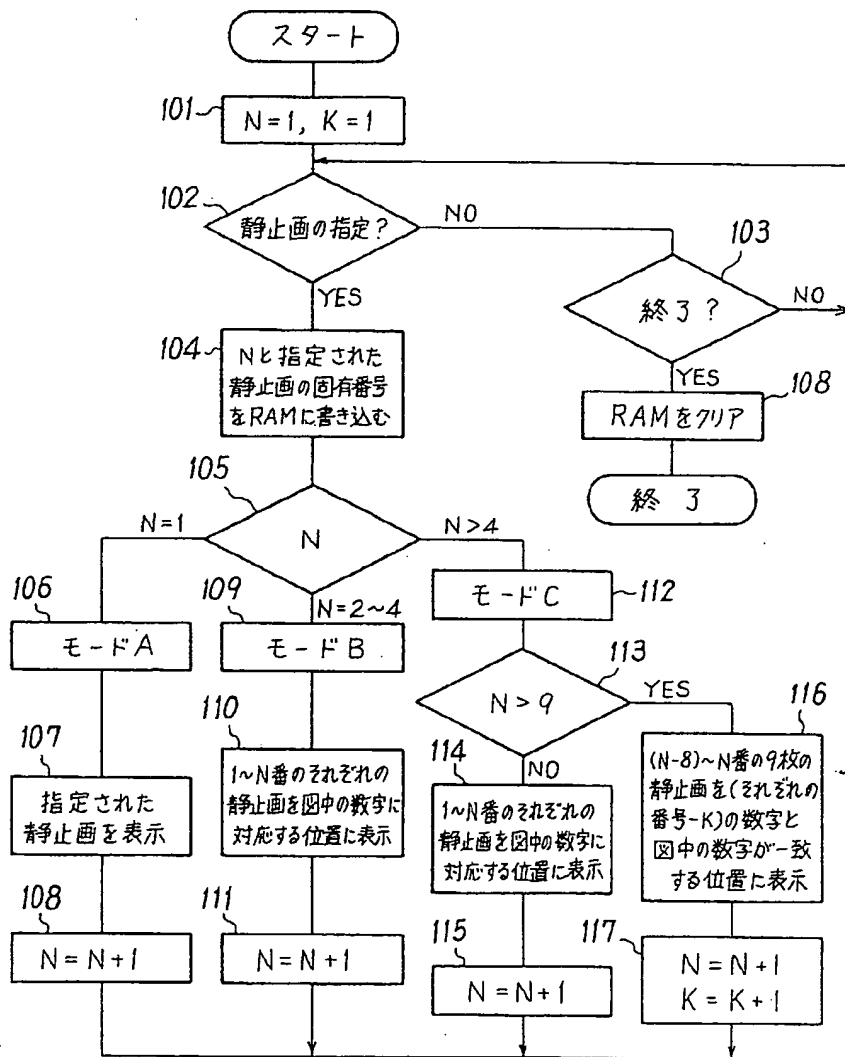 スタート
101
N=1, K=1
102
静止画の指定?
NO
YES
103
終了?
NO
YES
104
Nと指定された
静止画の固有番号
をRAMに書き込む
108
RAMをクリア
終了
105
N
N=1
N=2~4
N>4
106
モードA
109
モードB
モードC
112
113
N>9
YES
NO
107
指定された
静止画を表示
110
1~N番のそれぞれの
静止画を図中の数字に
対応する位置に表示
114
1~N番のそれぞれの
静止画を図中の数字に
対応する位置に表示
116
(N-8)~N番の9枚の
静止画を(それぞれの
番号-K)の数字と
図中の数字が一致
する位置に表示
108
N=N+1
111
N=N+1
115
N=N+1
117
N=N+1
K=K+1